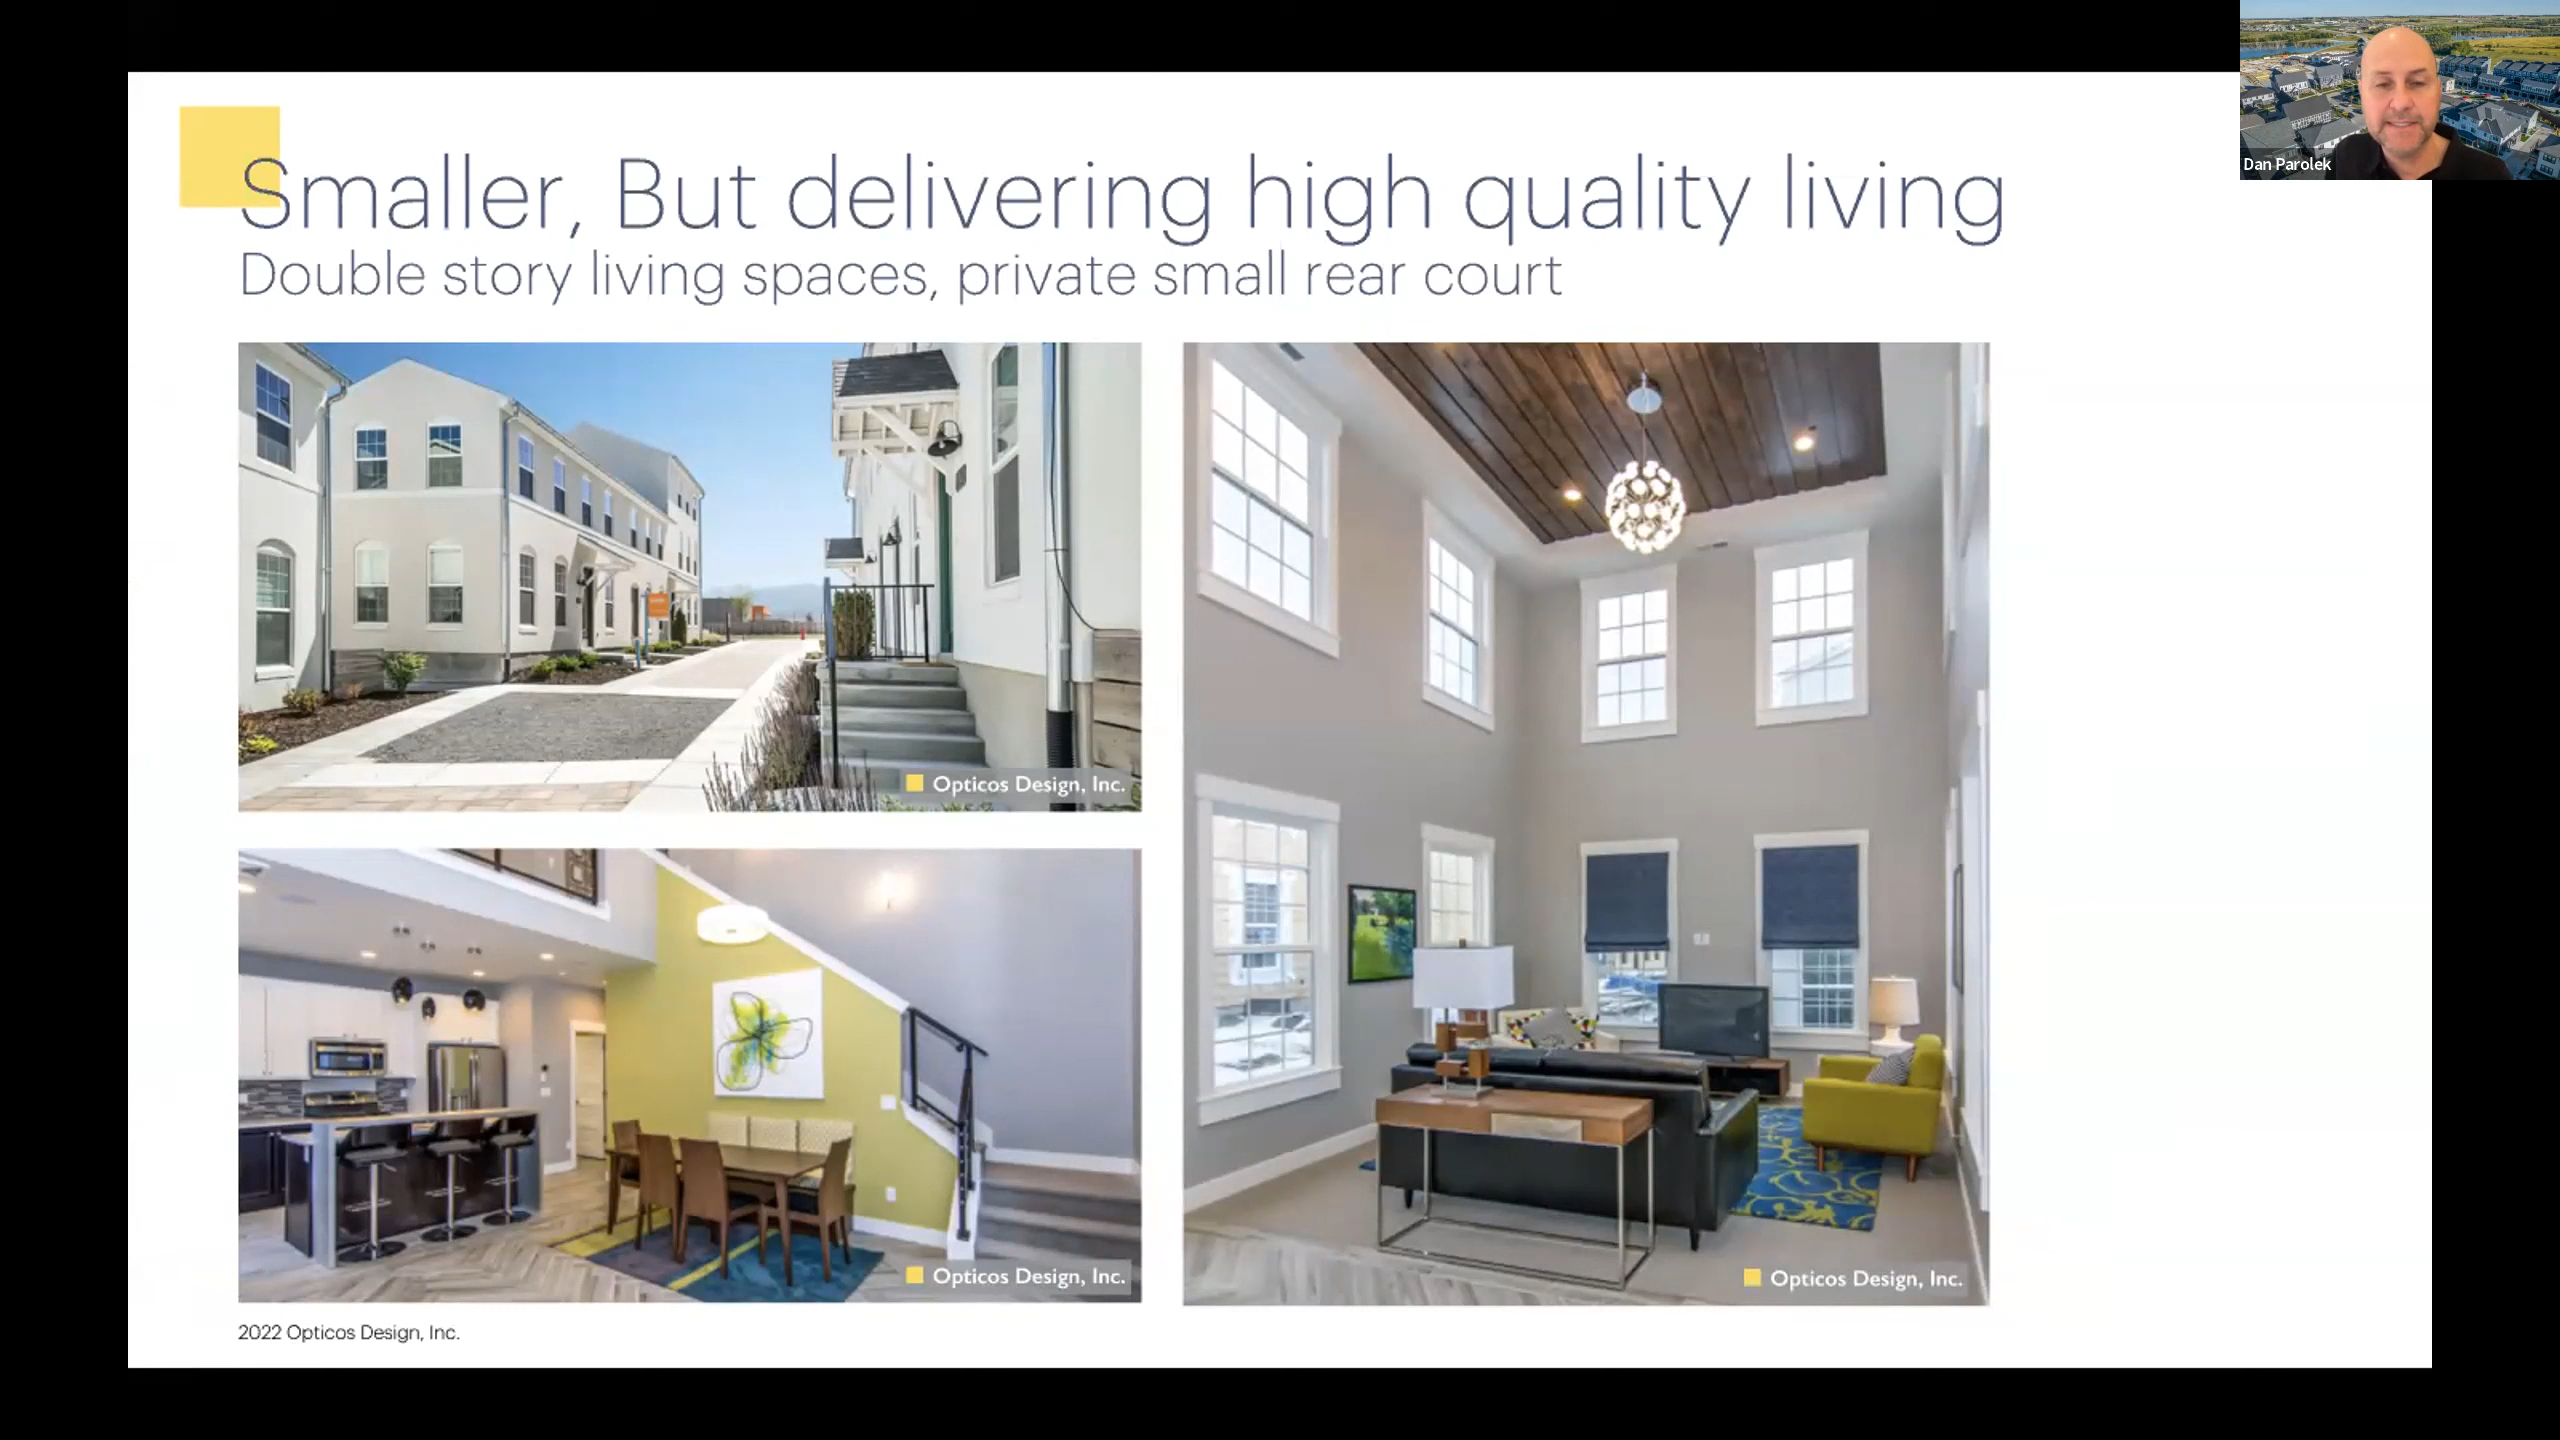 Dan Parolek
Smaller, But delivering high quality living
Double story living spaces, private small rear court
Opticos Design, Inc.
Opticos Design, Inc.
Opticos Design, Inc.
2022 Opticos Design, Inc.